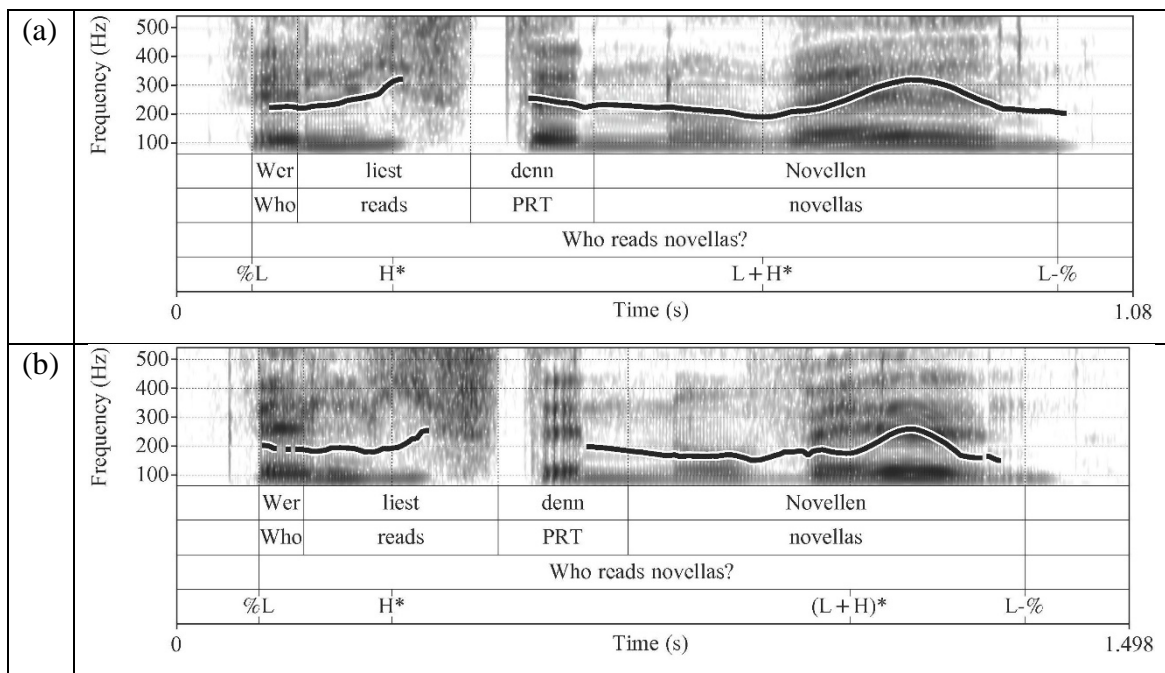 (a)
Frequency (Hz)
500
400
300
200
100
Wer liest denn Novellen
Who reads PRT novellas
Who reads novellas?
%L H* L+H* L-%
0 Time (s) 1.08
(b)
Frequency (Hz)
500
400
300
200
100
Wer liest denn Novellen
Who reads PRT novellas
Who reads novellas?
%L H* (L+H)* L-%
0 Time (s) 1.498